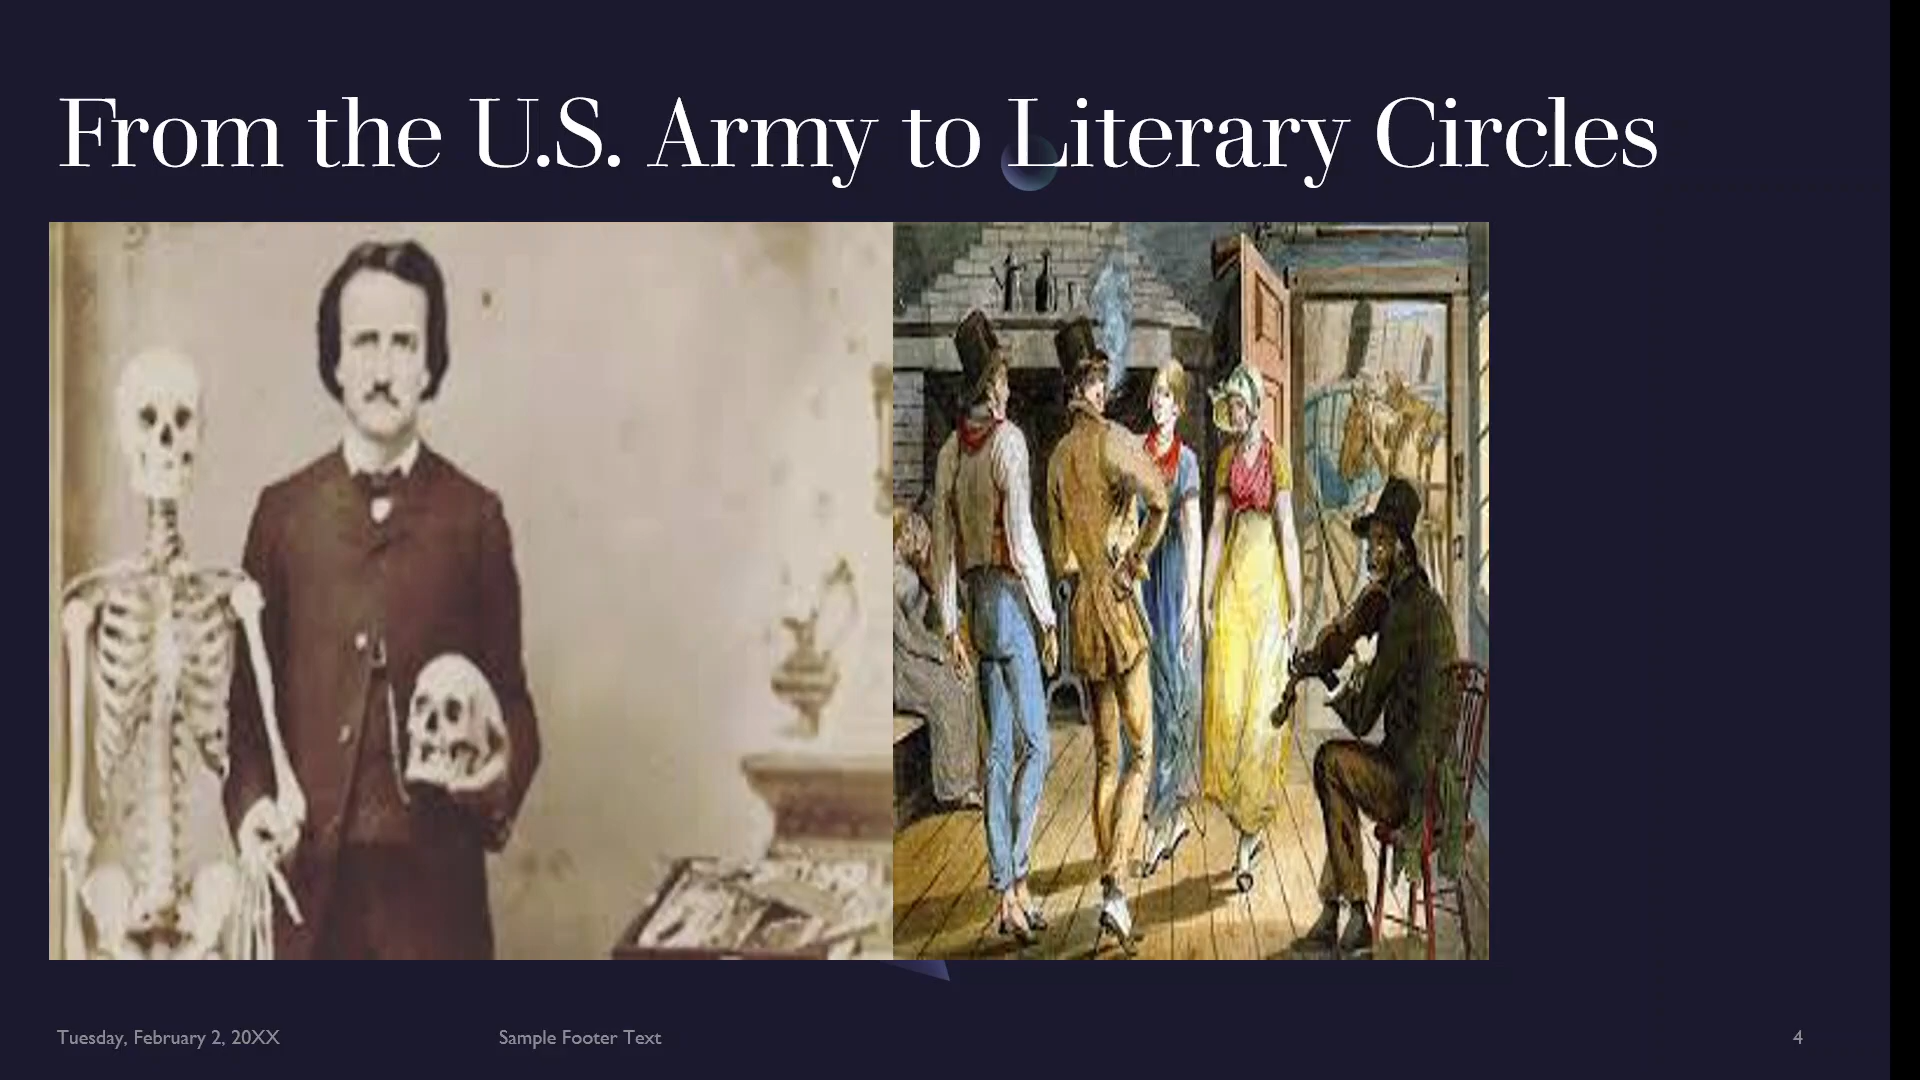 From the U.S. Army to Literary Circles
Tuesday, February 2, 20XX
Sample Footer Text
4